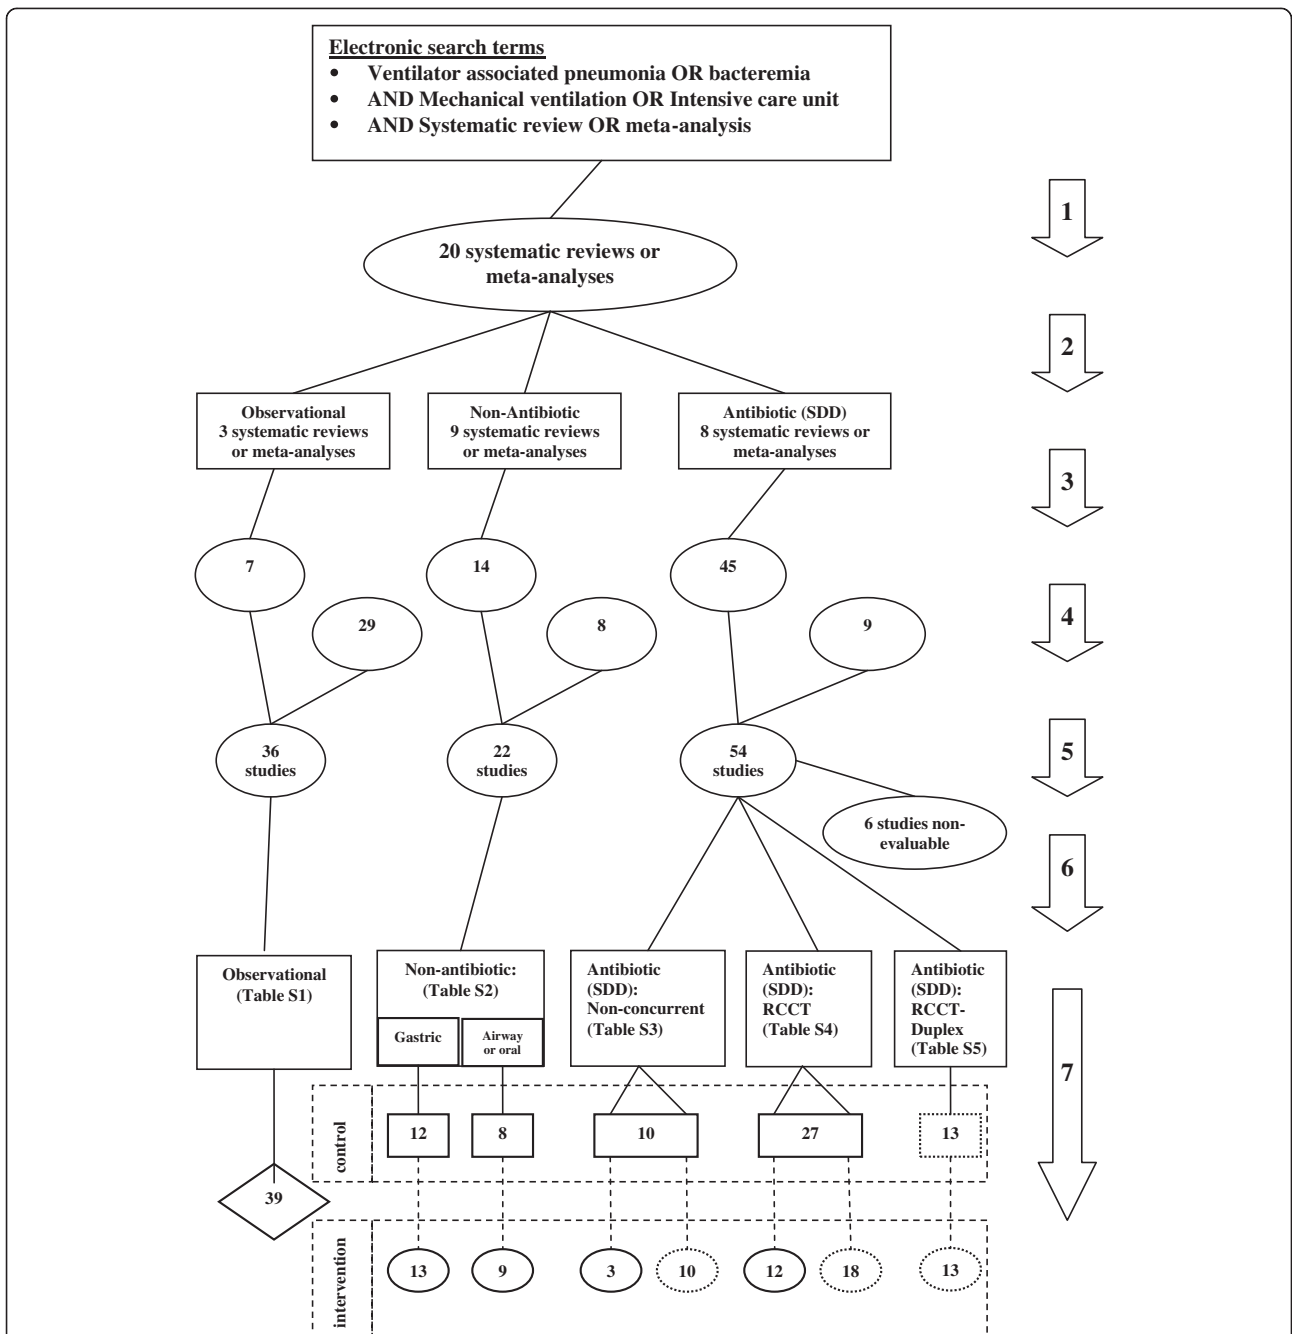 Electronic search terms
• Ventilator associated pneumonia OR bacteremia
• AND Mechanical ventilation OR Intensive care unit
• AND Systematic review OR meta-analysis
1
20 systematic reviews or
meta-analyses
2
Observational
3 systematic reviews
or meta-analyses
Non-Antibiotic
9 systematic reviews
or meta-analyses
Antibiotic (SDD)
8 systematic reviews or
meta-analyses
3
7
14
45
29
8
9
4
36
studies
22
studies
54
studies
5
6 studies non-
evaluable
6
Observational
(Table S1)
Non-antibiotic:
(Table S2)
Gastric
Airway
or oral
Antibiotic
(SDD):
Non-concurrent
(Table S3)
Antibiotic
(SDD):
RCCT
(Table S4)
Antibiotic
(SDD):
RCCT-
Duplex
(Table S5)
7
control
12
8
10
27
13
39
intervention
13
9
3
10
12
18
13